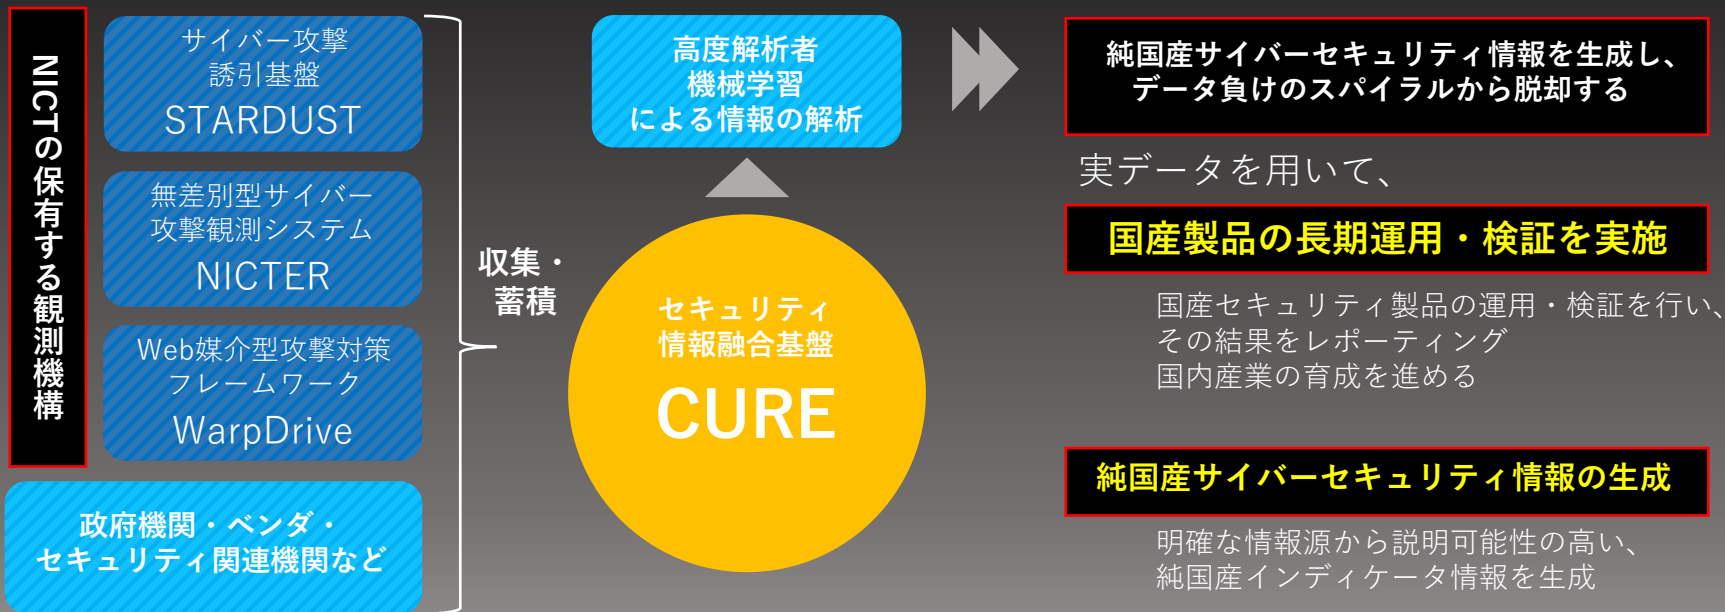 NICTの保有する観測機構
サイバー攻撃
誘引基盤
STARDUST
無差別型サイバー
攻撃観測システム
NICTER
Web媒介型攻撃対策
フレームワーク
WarpDrive
政府機関・ベンダ・
セキュリティ関連機関など
収集・
蓄積
高度解析者
機械学習
による情報の解析
セキュリティ
情報融合基盤
CURE
純国産サイバーセキュリティ情報を生成し、
データ負けのスパイラルから脱却する
実データを用いて、
国産製品の長期運用・検証を実施
国産セキュリティ製品の運用・検証を行い、
その結果をレポーティング
国内産業の育成を進める
純国産サイバーセキュリティ情報の生成
明確な情報源から説明可能性の高い、
純国産インディケータ情報を生成